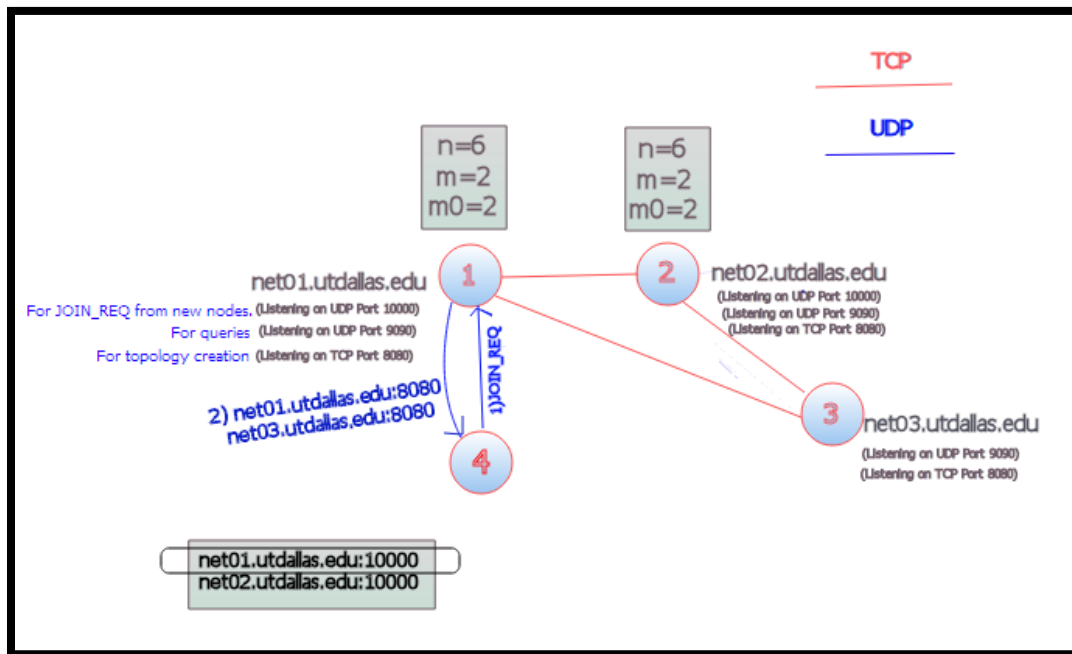 TCP
UDP
n=6
m=2
m0=2
n=6
m=2
m0=2
1
2
net01.utdallas.edu
net02.utdallas.edu
For JOIN_REQ from new nodes. (Listening on UDP Port 10000)
For queries (Listening on UDP Port 9090)
For topology creation (Listening on TCP Port 8080)
(Listening on UDP Port 10000)
(Listening on UDP Port 9090)
(Listening on TCP Port 8080)
1)JOIN_REQ
2) net01.utdallas.edu:8080
net03.utdallas.edu:8080
3
net03.utdallas.edu
(Listening on UDP Port 9090)
(Listening on TCP Port 8080)
4
net01.utdallas.edu:10000
net02.utdallas.edu:10000